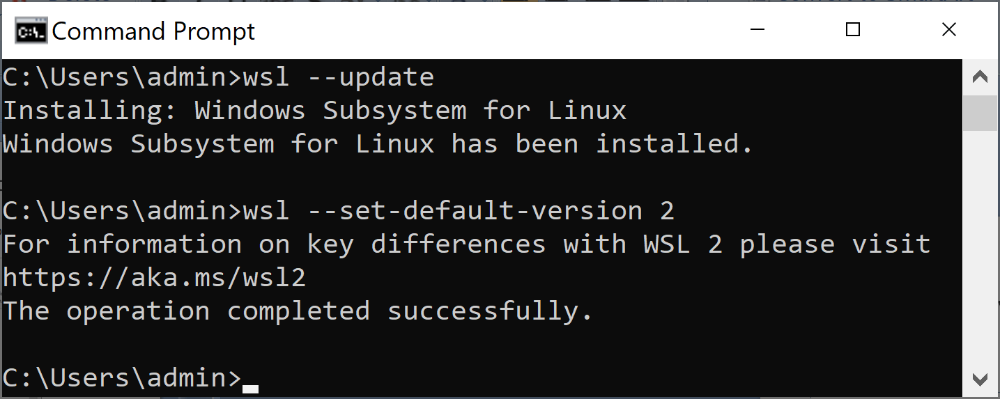 Command Prompt
C:\Users\admin>wsl --update
Installing: Windows Subsystem for Linux
Windows Subsystem for Linux has been installed.
C:\Users\admin>wsl --set-default-version 2
For information on key differences with WSL 2 please visit
https://aka.ms/wsl2
The operation completed successfully.
C:\Users\admin>